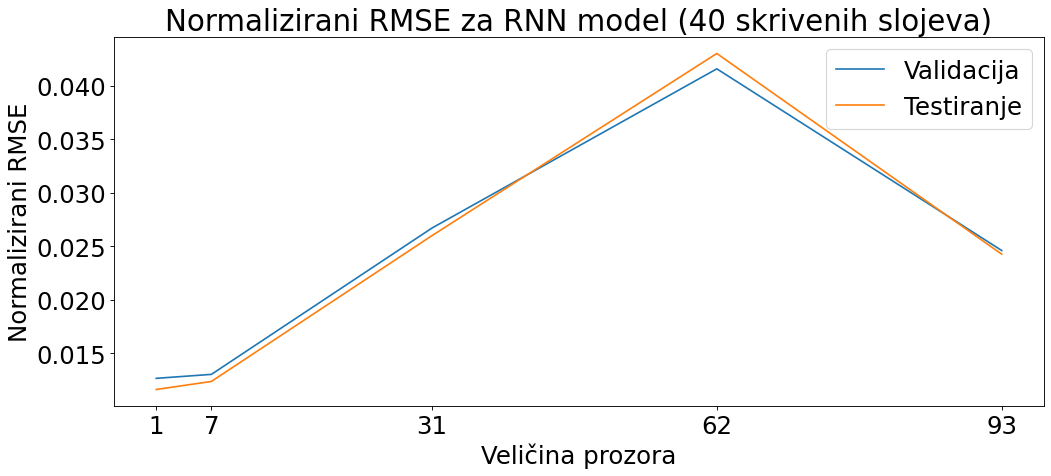 Normalizirani RMSE za RNN model (40 skrivenih slojeva)
Normalizirani RMSE
0.040
0.035
0.030
0.025
0.020
0.015
Validacija
Testiranje
1 7 31 62 93
Veličina prozora